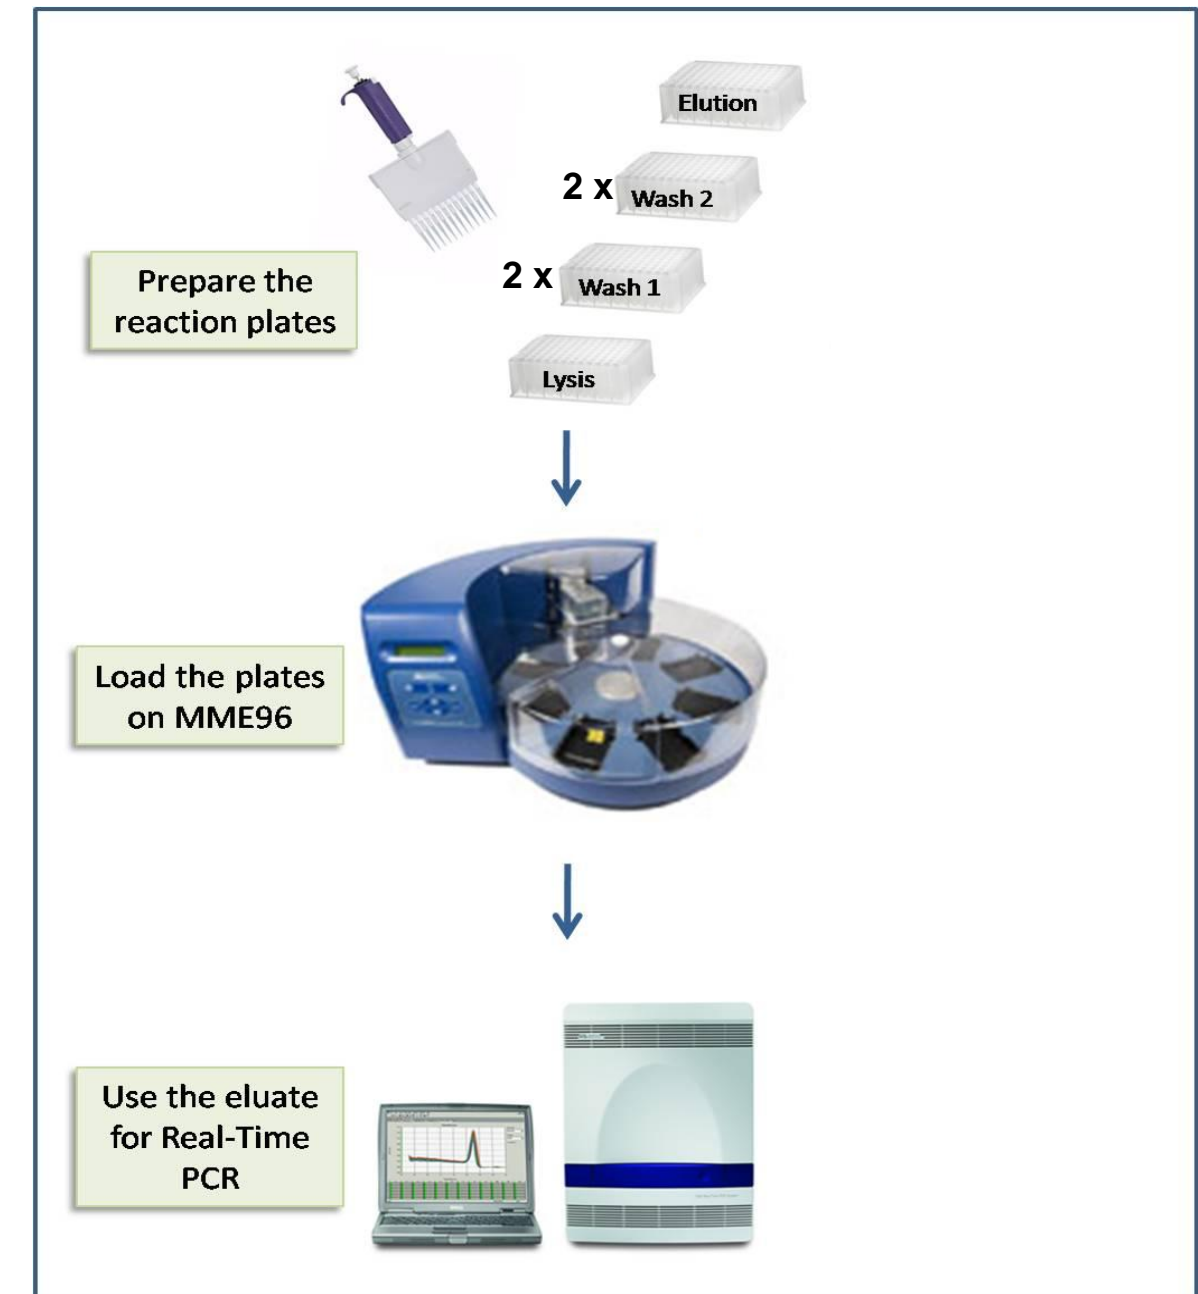 Elution
2 x Wash 2
2 x Wash 1
Prepare the
reaction plates
Lysis
Load the plates
on MME96
Use the eluate
for Real-Time
PCR